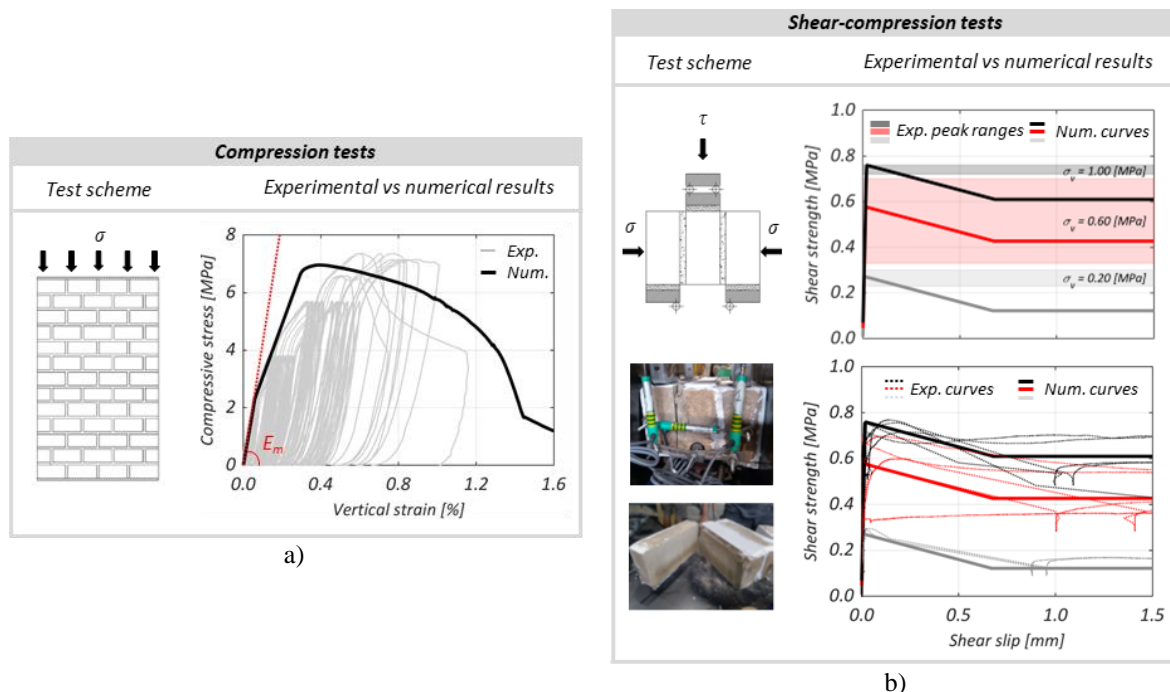 Compression tests
Test scheme
Experimental vs numerical results
σ
Compressive stress [MPa]
8
6
4
2
0
Exp.
Num.
E_m
0.0 0.4 0.8 1.2 1.6
Vertical strain [%]
a)
Shear-compression tests
Test scheme
Experimental vs numerical results
τ
σ
σ
Shear strength [MPa]
1.0
0.8
0.6
0.4
0.2
0.0
Exp. peak ranges
Num. curves
σ_v = 1.00 [MPa]
σ_v = 0.60 [MPa]
σ_v = 0.20 [MPa]
Shear strength [MPa]
1.0
0.8
0.6
0.4
0.2
0.0
Exp. curves
Num. curves
0.0 0.5 1.0 1.5
Shear slip [mm]
b)